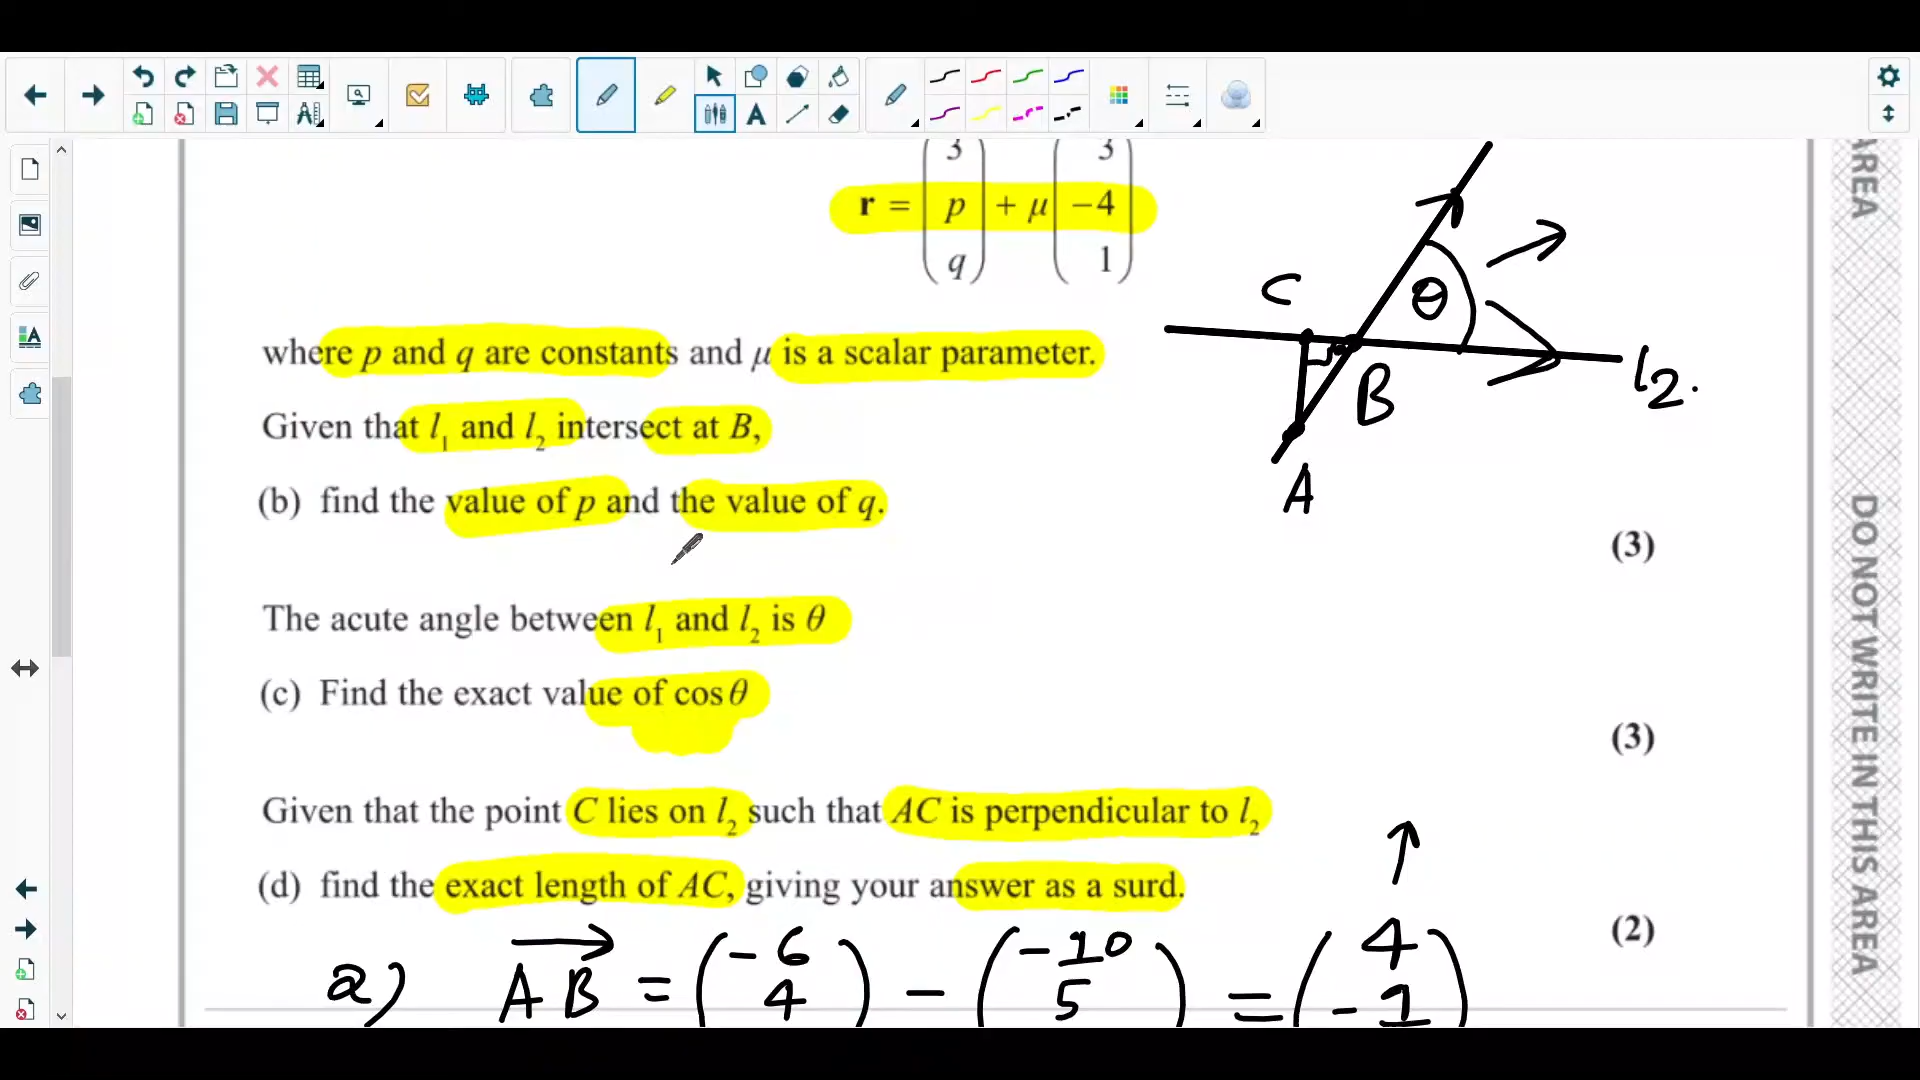 3 3
r = p + μ -4
q 1
C θ
l2.
B
A
where p and q are constants and μ is a scalar parameter.
Given that l1 and l2 intersect at B,
(b) find the value of p and the value of q.
(3)
The acute angle between l1 and l2 is θ
(c) Find the exact value of cosθ
(3)
Given that the point C lies on l2 such that AC is perpendicular to l2
(d) find the exact length of AC, giving your answer as a surd.
(2)
a) AB = (-6 4) - (-10 5) = (4 -1)
AREA
DO NOT WRITE IN THIS AREA